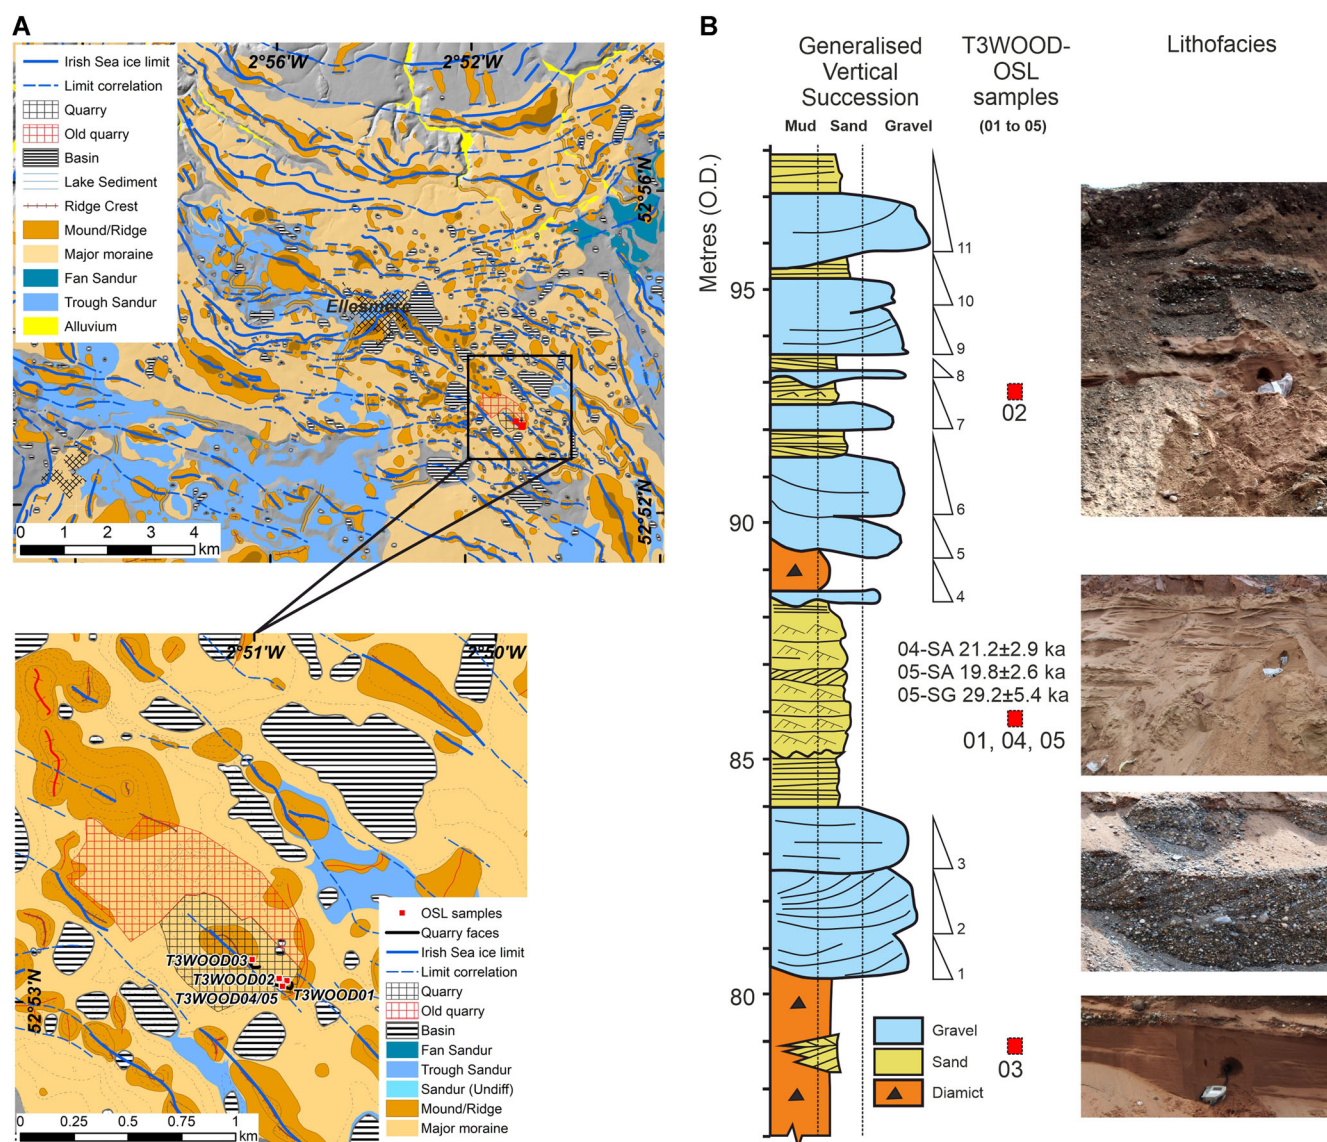 A
2°56'W
2°52'W
Irish Sea ice limit
Limit correlation
Quarry
Old quarry
Basin
Lake Sediment
Ridge Crest
Mound/Ridge
Major moraine
Fan Sandur
Trough Sandur
Alluvium
52°56'N
Ellesmere
52°52'N
0 1 2 3 4
km
2°51'W
2°50'W
52°53'N
T3WOOD03
T3WOOD02
T3WOOD01
T3WOOD04/05
OSL samples
Quarry faces
Irish Sea ice limit
Limit correlation
Quarry
Old quarry
Basin
Fan Sandur
Trough Sandur
Sandur (Undiff)
Mound/Ridge
Major moraine
0 0.25 0.5 0.75 1
km
B
Generalised
Vertical
Succession
Mud Sand Gravel
T3WOOD-
OSL
samples
(01 to 05)
Lithofacies
Metres (O.D.)
95
90
85
80
11
10
9
8
7
6
5
4
3
2
1
02
04-SA 21.2±2.9 ka
05-SA 19.8±2.6 ka
05-SG 29.2±5.4 ka
01, 04, 05
03
Gravel
Sand
Diamict